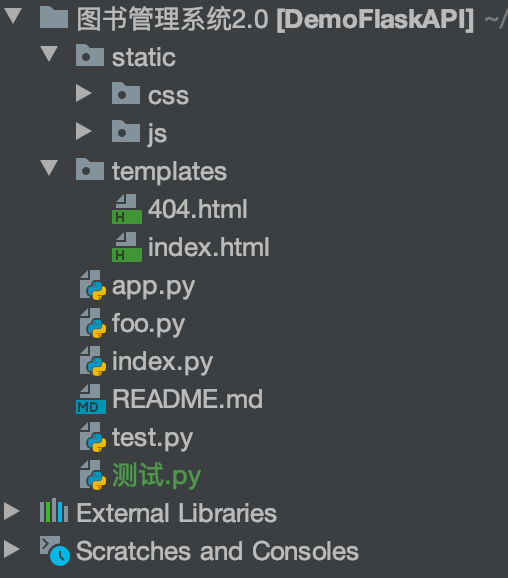 图书管理系统2.0 [DemoFlaskAPI] ~/
static
css
js
templates
H 404.html
H index.html
app.py
foo.py
index.py
MD README.md
test.py
测试.py
External Libraries
Scratches and Consoles